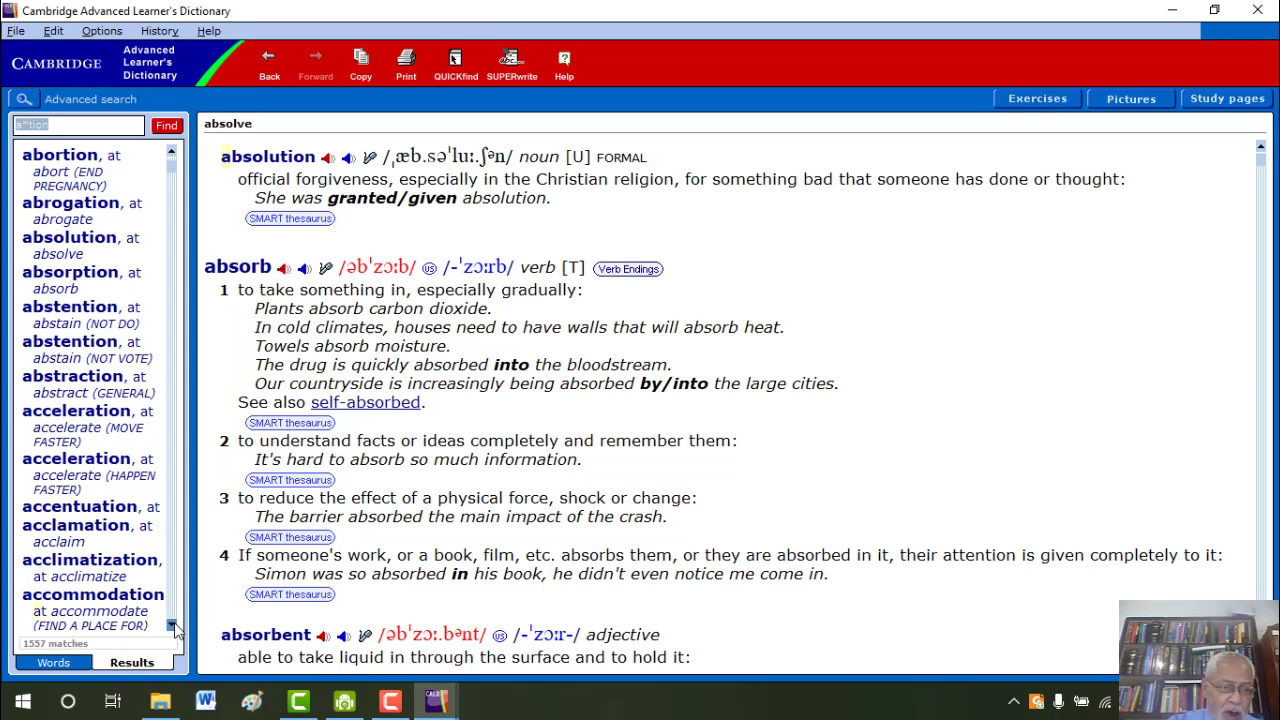 Cambridge Advanced Learner's Dictionary
File Edit Options History Help
CAMBRIDGE
Advanced
Learner's
Dictionary
Back Forward Copy Print QUICKfind SUPERwrite Help
Advanced search
Exercises Pictures Study pages
a*tion Find
abortion, at
abort (END
PREGNANCY)
abrogation, at
abrogate
absolution, at
absolve
absorption, at
absorb
abstention, at
abstain (NOT DO)
abstention, at
abstain (NOT VOTE)
abstraction, at
abstract (GENERAL)
acceleration, at
accelerate (MOVE
FASTER)
acceleration, at
accelerate (HAPPEN
FASTER)
accentuation, at
acclamation, at
acclaim
acclimatization,
at acclimatize
accommodation
at accommodate
(FIND A PLACE FOR)
1557 matches
Words Results
absolve
absolution /ˌæb.səˈluː.ʃən/ noun [U] FORMAL
official forgiveness, especially in the Christian religion, for something bad that someone has done or thought:
She was granted/given absolution.
SMART thesaurus
absorb /əbˈzɔːb/ US /-ˈzɔːrb/ verb [T] Verb Endings
1 to take something in, especially gradually:
Plants absorb carbon dioxide.
In cold climates, houses need to have walls that will absorb heat.
Towels absorb moisture.
The drug is quickly absorbed into the bloodstream.
Our countryside is increasingly being absorbed by/into the large cities.
See also self-absorbed.
SMART thesaurus
2 to understand facts or ideas completely and remember them:
It's hard to absorb so much information.
SMART thesaurus
3 to reduce the effect of a physical force, shock or change:
The barrier absorbed the main impact of the crash.
SMART thesaurus
4 If someone's work, or a book, film, etc. absorbs them, or they are absorbed in it, their attention is given completely to it:
Simon was so absorbed in his book, he didn't even notice me come in.
SMART thesaurus
absorbent /əbˈzɔː.bənt/ US /-ˈzɔːr-/ adjective
able to take liquid in through the surface and to hold it: